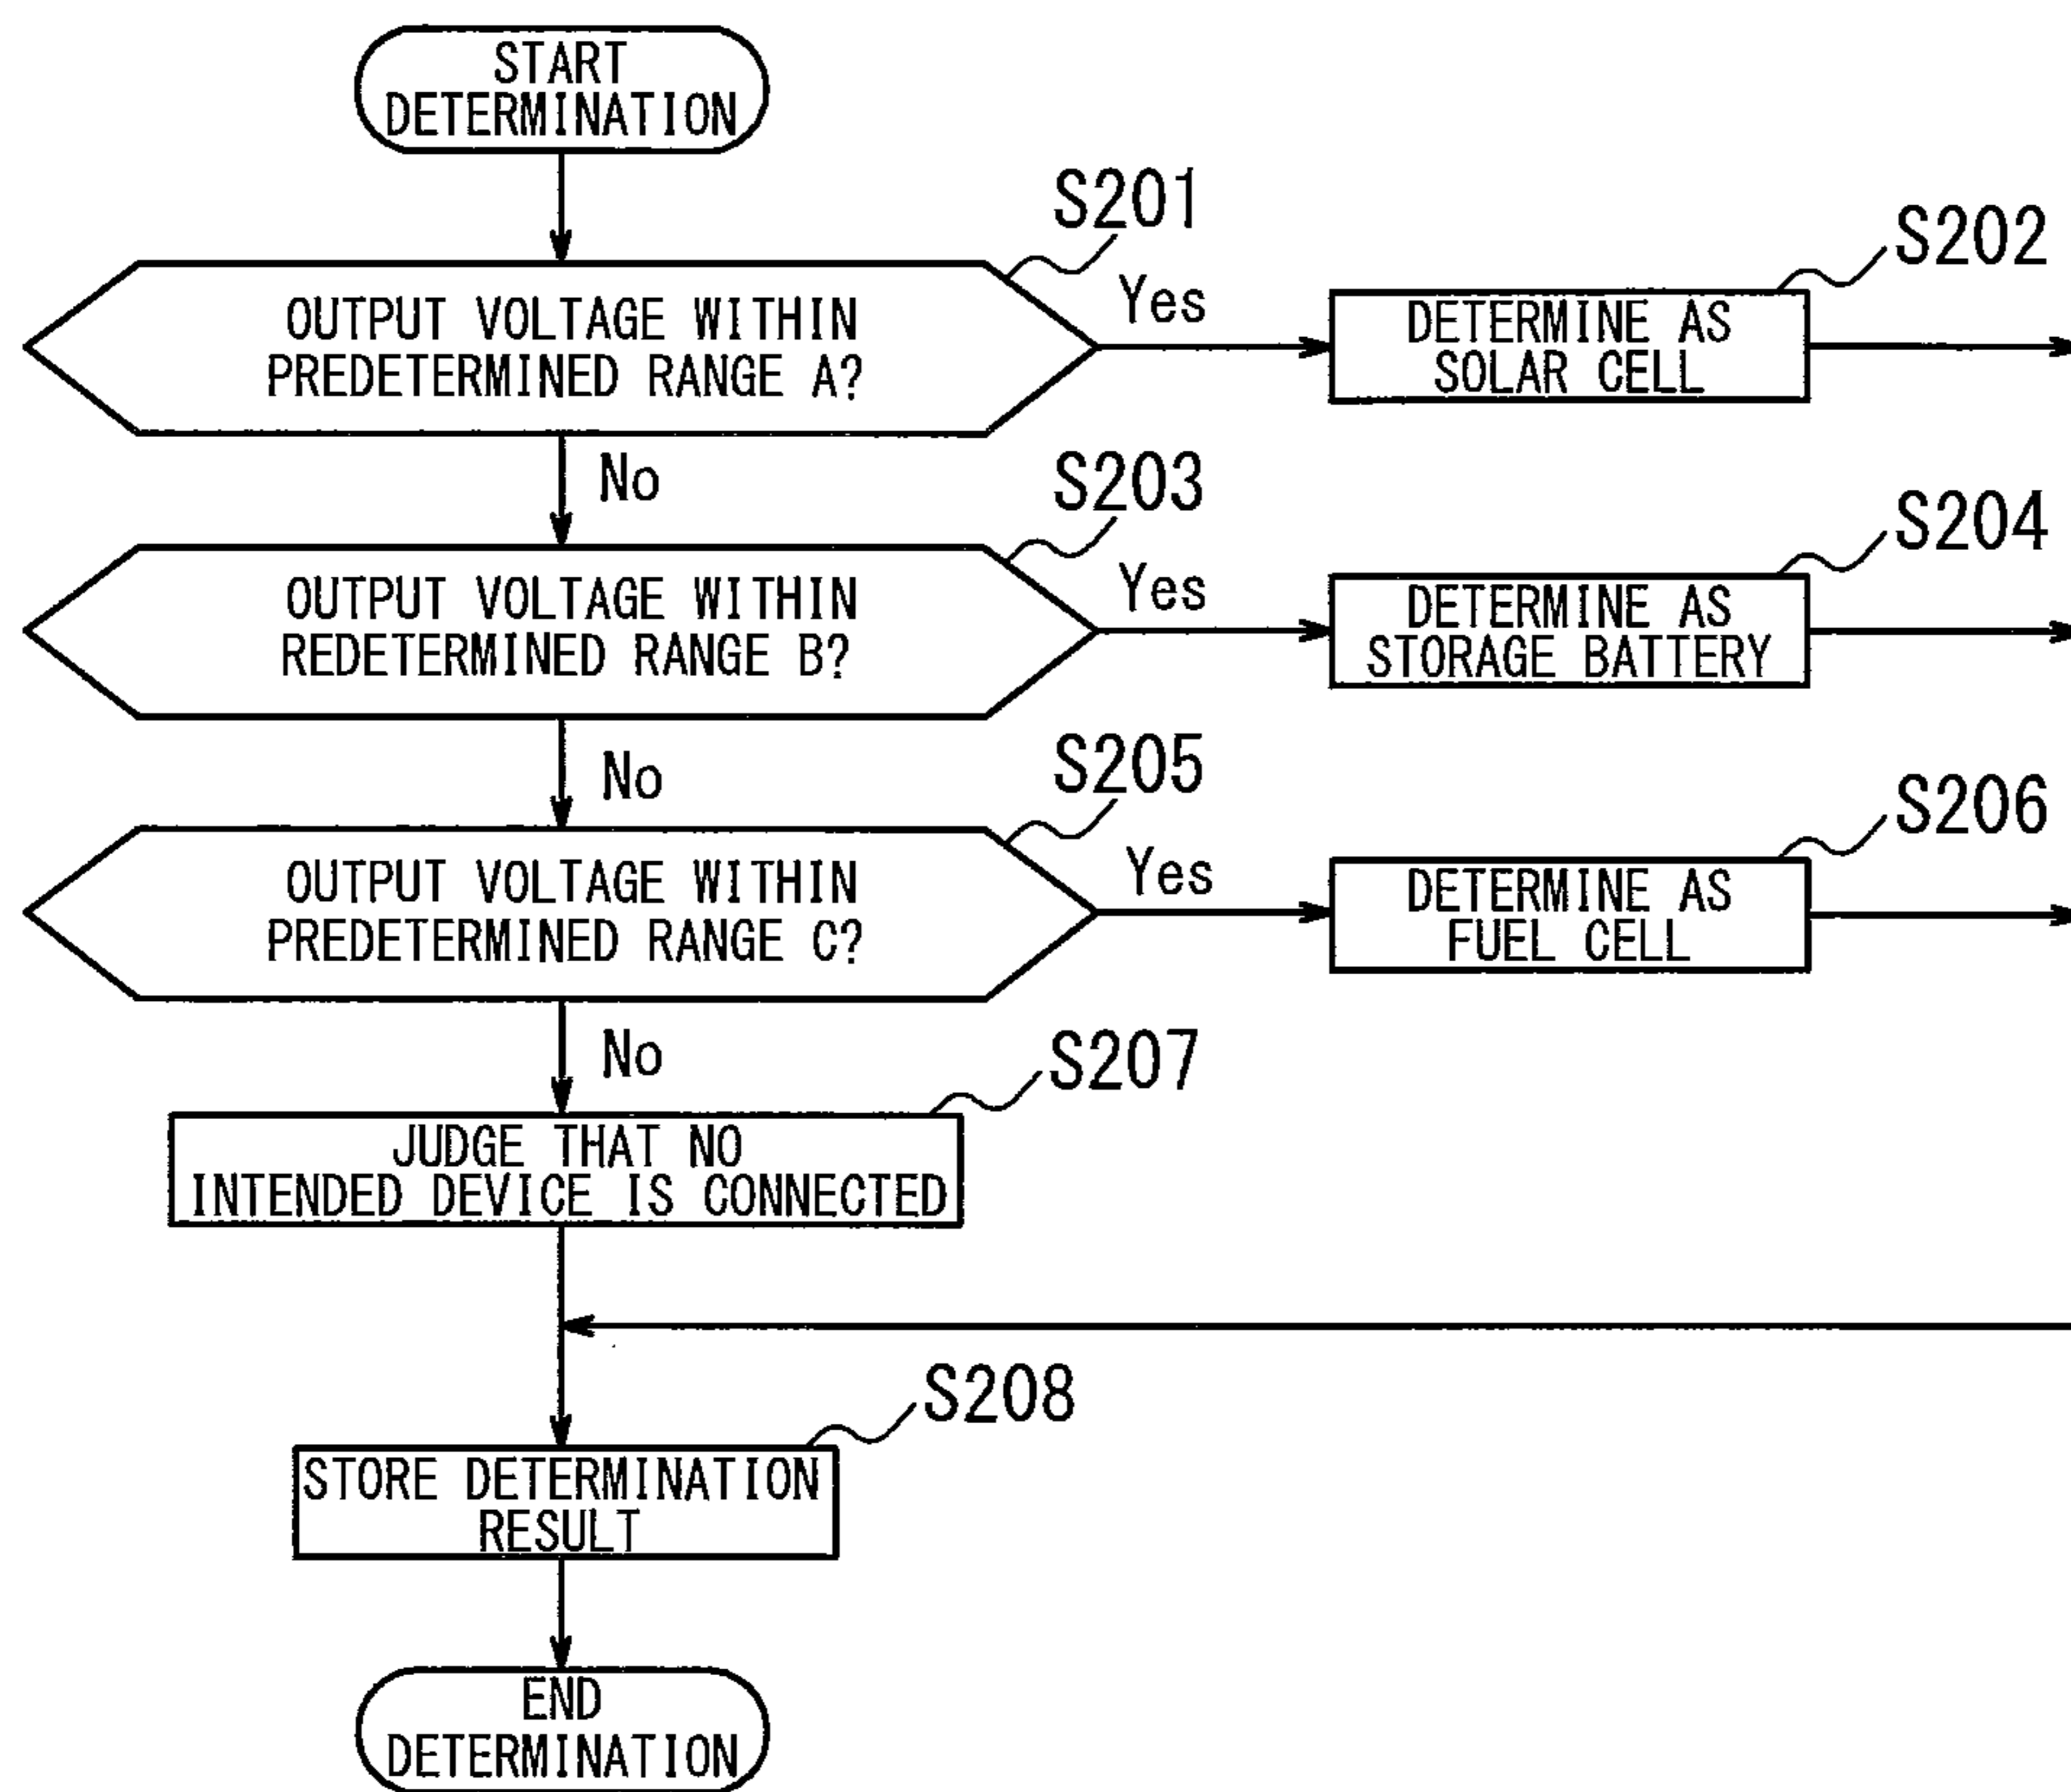 START
DETERMINATION
S201
OUTPUT VOLTAGE WITHIN
PREDETERMINED RANGE A?
Yes
S202
DETERMINE AS
SOLAR CELL
No
S203
OUTPUT VOLTAGE WITHIN
REDETERMINED RANGE B?
Yes
S204
DETERMINE AS
STORAGE BATTERY
No
S205
OUTPUT VOLTAGE WITHIN
PREDETERMINED RANGE C?
Yes
S206
DETERMINE AS
FUEL CELL
No
S207
JUDGE THAT NO
INTENDED DEVICE IS CONNECTED
S208
STORE DETERMINATION
RESULT
END
DETERMINATION